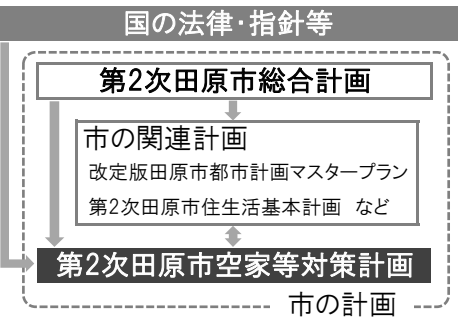 国の法律・指針等
第2次田原市総合計画
市の関連計画
改定版田原市都市計画マスタープラン
第2次田原市住生活基本計画 など
第2次田原市空家等対策計画
市の計画